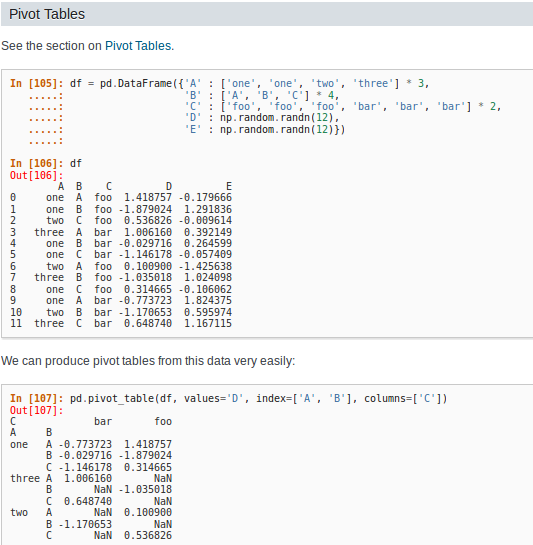 Pivot Tables
See the section on Pivot Tables.
In [105]: df = pd.DataFrame({'A' : ['one', 'one', 'two', 'three'] * 3,
   .....:                    'B' : ['A', 'B', 'C'] * 4,
   .....:                    'C' : ['foo', 'foo', 'foo', 'bar', 'bar', 'bar'] * 2,
   .....:                    'D' : np.random.randn(12),
   .....:                    'E' : np.random.randn(12)})
   .....:
In [106]: df
Out[106]:
        A  B    C         D         E
0     one  A  foo  1.418757 -0.179666
1     one  B  foo -1.879024  1.291836
2     two  C  foo  0.536826 -0.009614
3   three  A  bar  1.006160  0.392149
4     one  B  bar -0.029716  0.264599
5     one  C  bar -1.146178 -0.057409
6     two  A  foo  0.100900 -1.425638
7   three  B  foo -1.035018  1.024098
8     one  C  foo  0.314665 -0.106062
9     one  A  bar -0.773723  1.824375
10    two  B  bar -1.170653  0.595974
11  three  C  bar  0.648740  1.167115
We can produce pivot tables from this data very easily:
In [107]: pd.pivot_table(df, values='D', index=['A', 'B'], columns=['C'])
Out[107]:
C             bar       foo
A     B
one   A -0.773723  1.418757
      B -0.029716 -1.879024
      C -1.146178  0.314665
three A  1.006160       NaN
      B       NaN -1.035018
      C  0.648740       NaN
two   A       NaN  0.100900
      B -1.170653       NaN
      C       NaN  0.536826